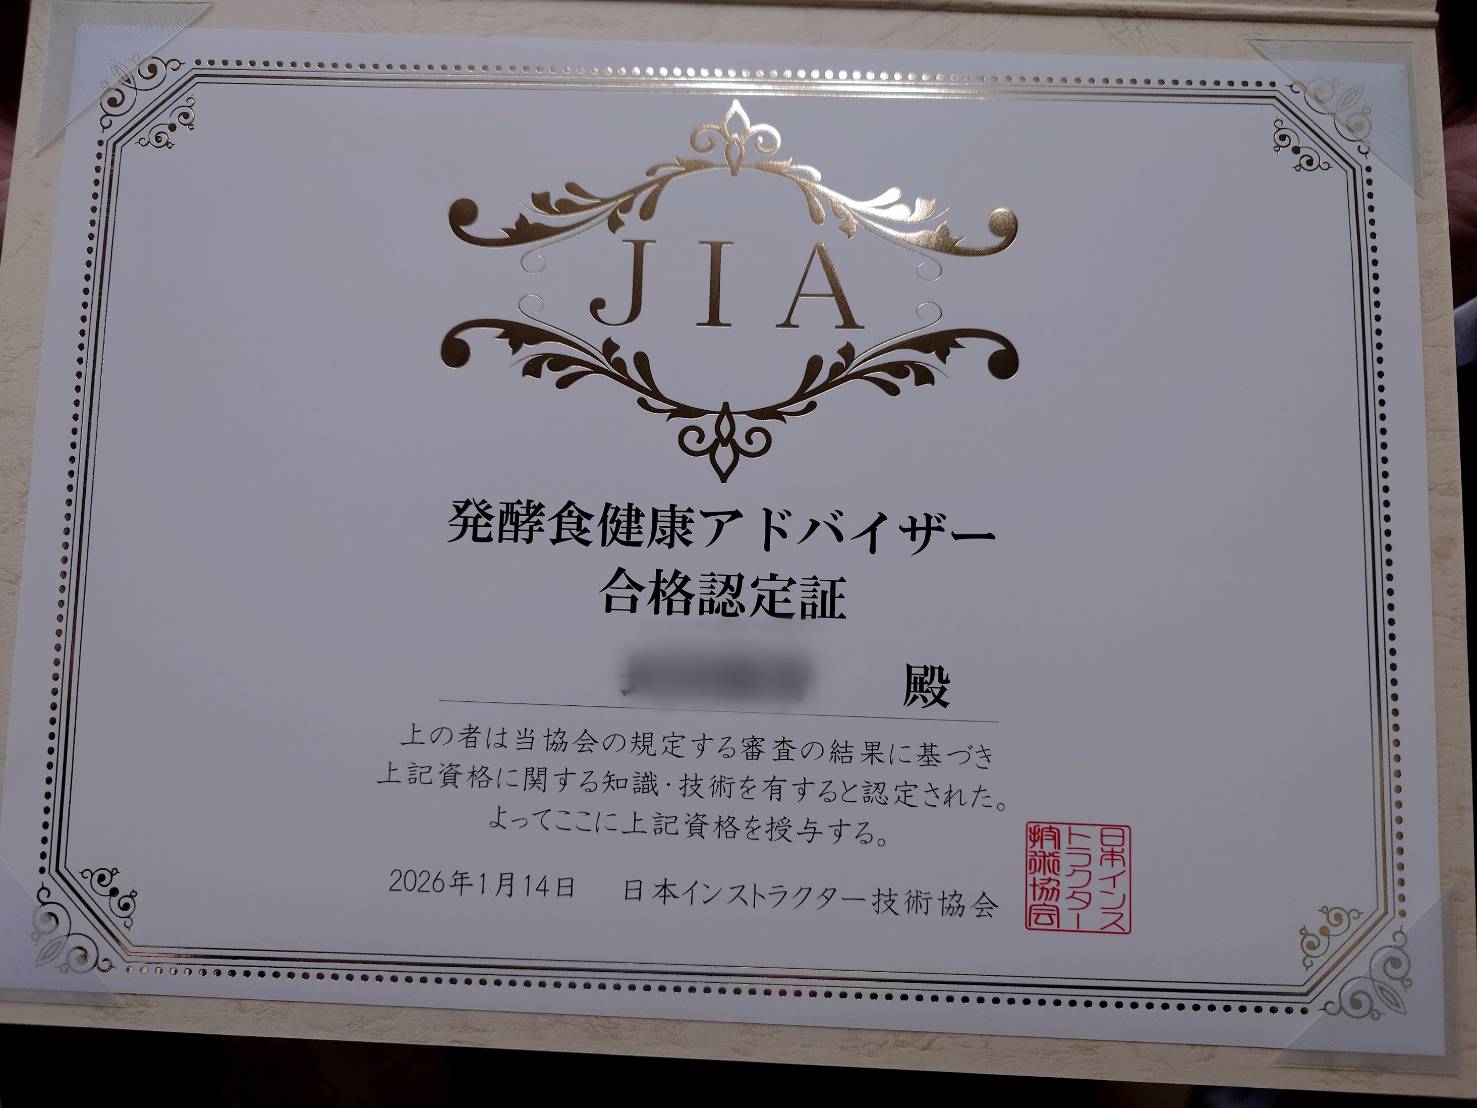 JIA
発酵食健康アドバイザー
合格認定証
殿
上の者は当協会の規定する審査の結果に基づき
上記資格に関する知識・技術を有すると認定された。
よってここに上記資格を授与する。
2026年1月14日 日本インストラクター技術協会
日本インス
トラクター
技術協会